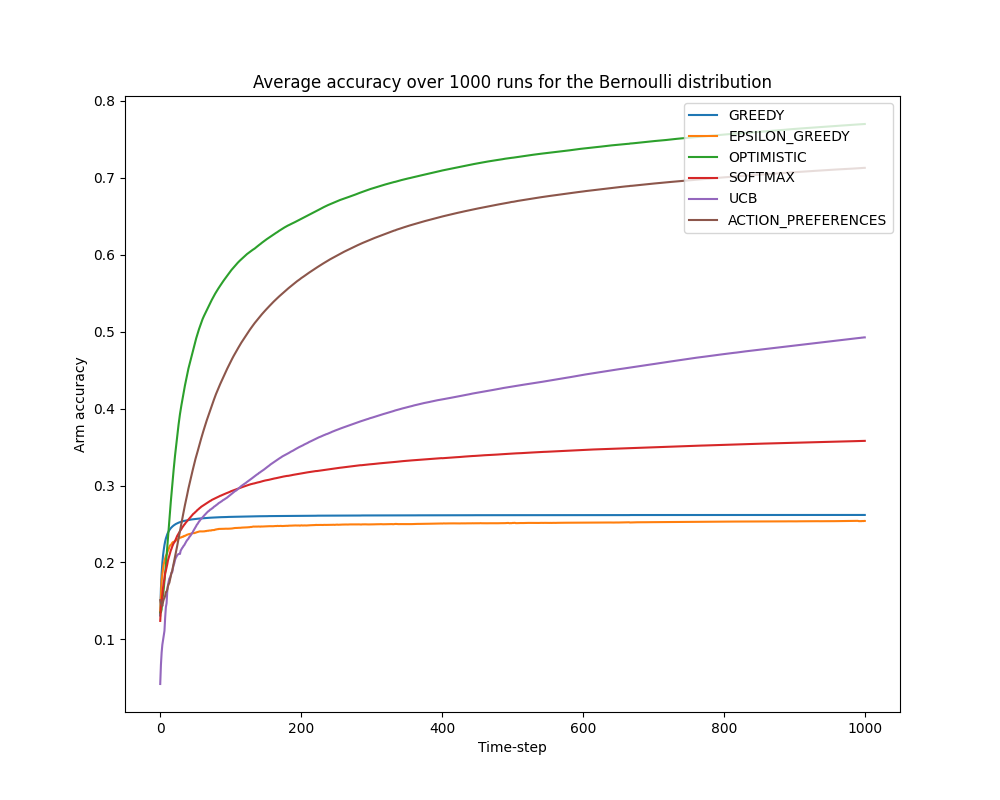 Average accuracy over 1000 runs for the Bernoulli distribution
0.8
0.7
0.6
0.5
0.4
0.3
0.2
0.1
Arm accuracy
GREEDY
EPSILON_GREEDY
OPTIMISTIC
SOFTMAX
UCB
ACTION_PREFERENCES
0 200 400 600 800 1000
Time-step